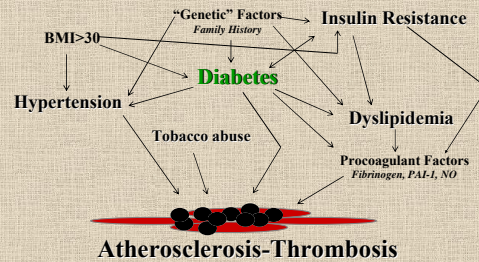 “Genetic” Factors
Family History
Insulin Resistance
BMI>30
Diabetes
Hypertension
Dyslipidemia
Tobacco abuse
Procoagulant Factors
Fibrinogen, PAI-1, NO
Atherosclerosis-Thrombosis